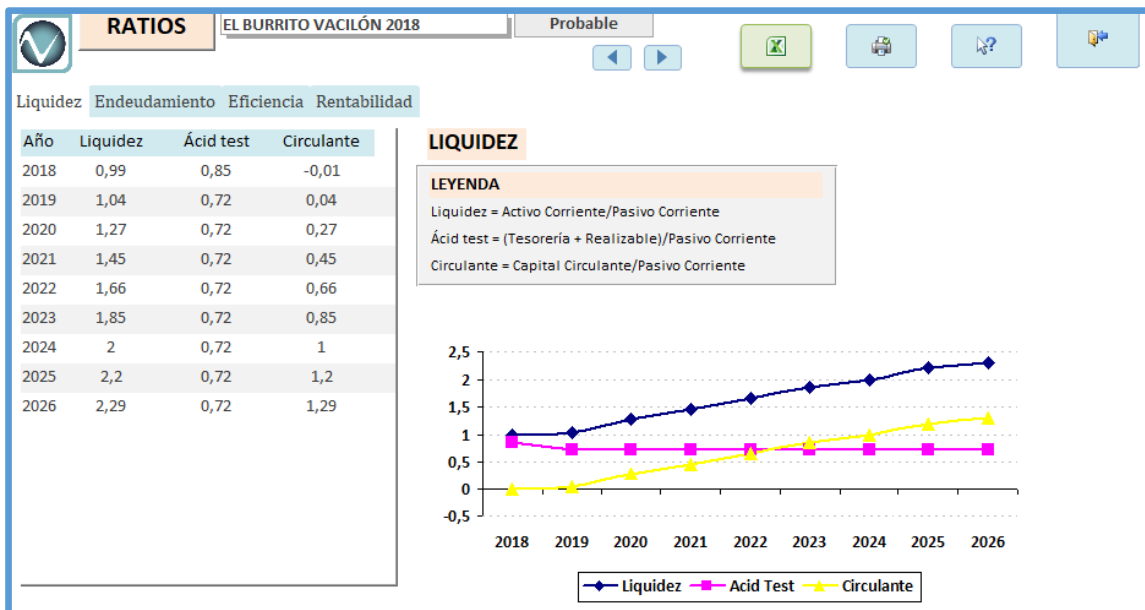 RATIOS EL BURRITO VACILÓN 2018 Probable
Liquidez Endeudamiento Eficiencia Rentabilidad
Año Liquidez Ácid test Circulante
2018 0,99 0,85 -0,01
2019 1,04 0,72 0,04
2020 1,27 0,72 0,27
2021 1,45 0,72 0,45
2022 1,66 0,72 0,66
2023 1,85 0,72 0,85
2024 2 0,72 1
2025 2,2 0,72 1,2
2026 2,29 0,72 1,29
LIQUIDEZ
LEYENDA
Liquidez = Activo Corriente/Pasivo Corriente
Ácid test = (Tesorería + Realizable)/Pasivo Corriente
Circulante = Capital Circulante/Pasivo Corriente
2,5
2
1,5
1
0,5
0
-0,5
2018 2019 2020 2021 2022 2023 2024 2025 2026
Liquidez Acid Test Circulante